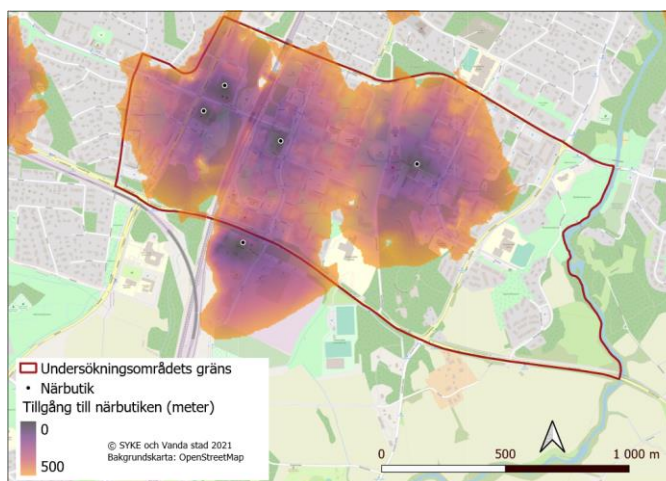 Undersökningsområdets gräns
Närbutik
Tillgång till närbutiken (meter)
0
500
© SYKE och Vanda stad 2021
Bakgrundskarta: OpenStreetMap
0 500 1 000 m